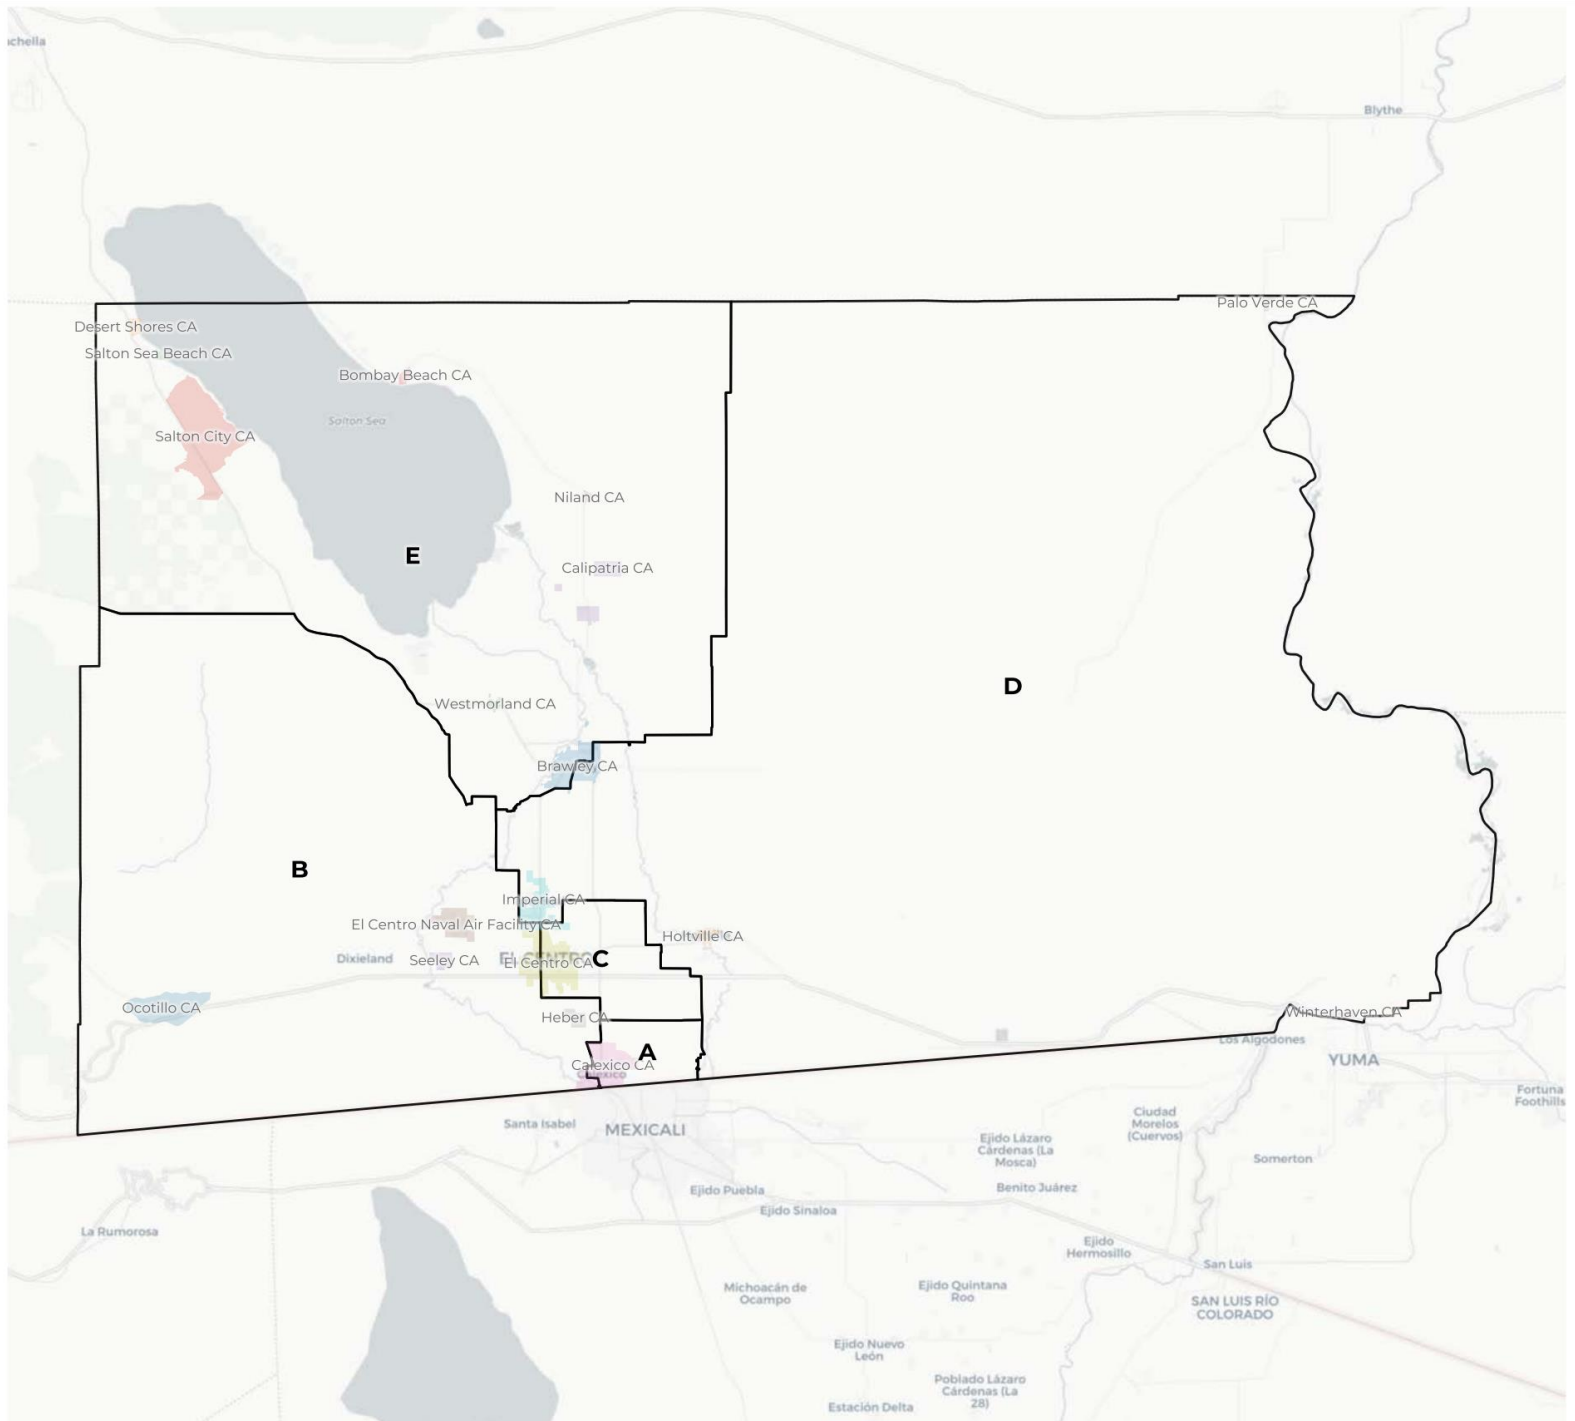 chella
Blythe
Palo Verde CA
Desert Shores CA
Salton Sea Beach CA
Bombay Beach CA
Salton Sea
Salton City CA
Niland CA
E
Calipatria CA
D
Westmorland CA
Brawley CA
B
Imperial CA
El Centro Naval Air Facility CA
Holtville CA
Dixieland
Seeley CA
EL CENTRO
El Centro CA
C
Ocotillo CA
Heber CA
Winterhaven CA
A
Los Algodones
YUMA
Calexico CA
Calexico
Fortuna
Foothills
Santa Isabel
MEXICALI
Ciudad
Morelos
(Cuervos)
Ejido Lázaro
Cárdenas (La
Mosca)
Somerton
Ejido Puebla
Benito Juárez
Ejido Sinaloa
La Rumorosa
Ejido
Hermosillo
San Luis
Michoacán de
Ocampo
Ejido Quintana
Roo
SAN LUIS RÍO
COLORADO
Ejido Nuevo
León
Poblado Lázaro
Cárdenas (La
28)
Estación Delta